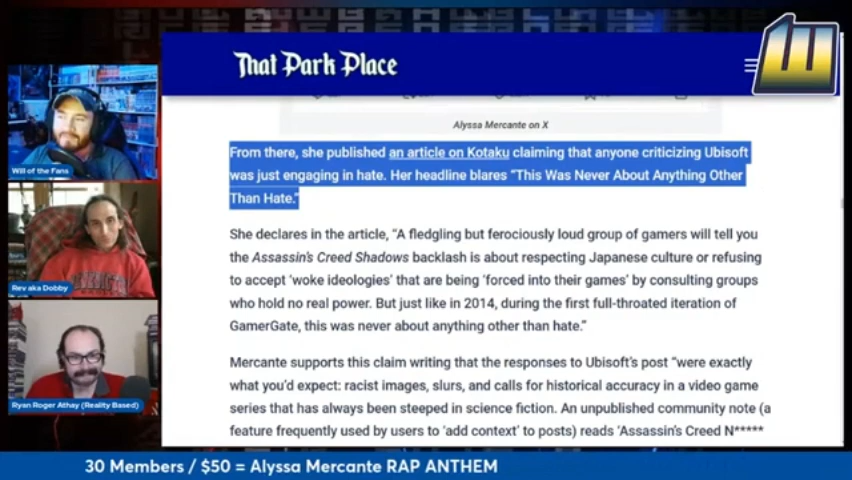 That Park Place
Alyssa Mercante on X
From there, she published an article on Kotaku claiming that anyone criticizing Ubisoft
was just engaging in hate. Her headline blares “This Was Never About Anything Other
Than Hate.”
She declares in the article, “A fledgling but ferociously loud group of gamers will tell you
the Assassin’s Creed Shadows backlash is about respecting Japanese culture or refusing
to accept ‘woke ideologies’ that are being ‘forced into their games’ by consulting groups
who hold no real power. But just like in 2014, during the first full-throated iteration of
GamerGate, this was never about anything other than hate.”
Mercante supports this claim writing that the responses to Ubisoft’s post “were exactly
what you’d expect: racist images, slurs, and calls for historical accuracy in a video game
series that has always been steeped in science fiction. An unpublished community note (a
feature frequently used by users to ‘add context’ to posts) reads ‘Assassin’s Creed N*****
Will of the Fans
Rev aka Dobby
Ryan Roger Athay (Reality Based)
30 Members / $50 = Alyssa Mercante RAP ANTHEM